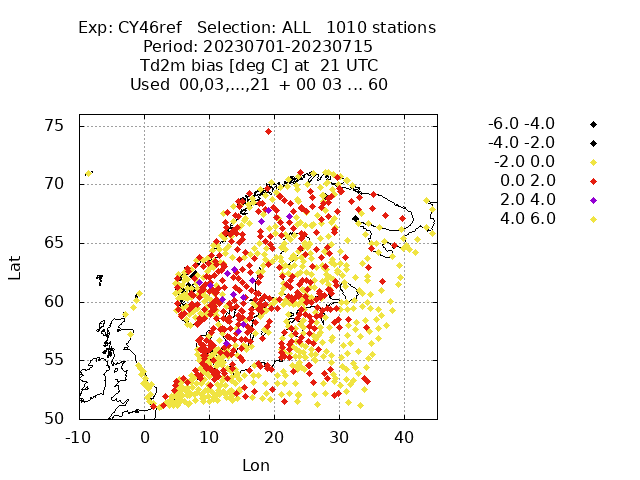 Exp: CY46ref   Selection: ALL   1010 stations
Period: 20230701-20230715
Td2m bias [deg C] at  21 UTC
Used  00,03,...,21  + 00 03 ... 60
-6.0 -4.0
-4.0 -2.0
-2.0 0.0
0.0 2.0
2.0 4.0
4.0 6.0
75
70
65
60
55
50
Lat
-10 0 10 20 30 40
Lon